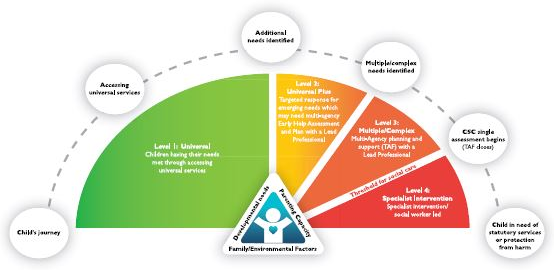 Additional
needs identified
Multiple/complex
needs identified
Accessing
universal services
CSC single
assessment begins
(TAF closes)
Child's journey
Child in need of
statutory services
or protection
from harm
Level 1: Universal
Children having their needs
met through accessing
universal services
Level 2:
Universal Plus
Targeted response for
emerging needs which
may need multi-agency
Early Help Assessment
and Plan with a Lead
Professional
Level 3:
Multiple/Complex
Multi-Agency planning and
support (TAF) with a
Lead Professional
Threshold for social care
Level 4:
Specialist Intervention
Specialist intervention/
social worker led
Developmental needs
Parenting Capacity
Family/Environmental Factors